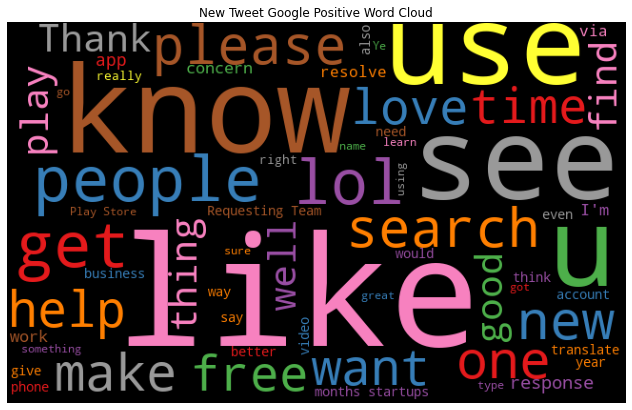 New Tweet Google Positive Word Cloud
Thank
please
use
via
also
Ye
app
concern
really
resolve
find
play
go
know
love
time
see
need
learn
name
people
right
lol
using
Play Store
Requesting Team
I'm
even
search
u
get
thing
like
well
sure
would
good
think
business
way
great
account
got
help
say
video
new
work
something
better
translate
year
give
phone
make
free
want
one
months startups
type
response